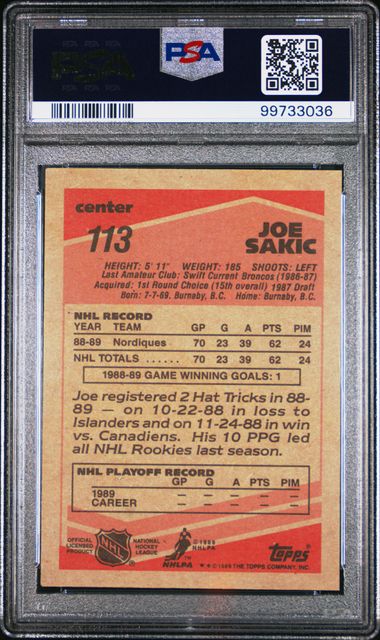 PSA
PSA
99733036
center
113
JOE
SAKIC
HEIGHT: 5' 11" WEIGHT: 185 SHOOTS: LEFT
Last Amateur Club: Swift Current Broncos (1986-87)
Acquired: 1st Round Choice (15th overall) 1987 Draft
Born: 7-7-69, Burnaby, B.C. Home: Burnaby, B.C.
NHL RECORD
YEAR TEAM GP G A PTS PIM
88-89 Nordiques 70 23 39 62 24
NHL TOTALS ...... 70 23 39 62 24
1988-89 GAME WINNING GOALS: 1
Joe registered 2 Hat Tricks in 88-
89 — on 10-22-88 in loss to
Islanders and on 11-24-88 in win
vs. Canadiens. His 10 PPG led
all NHL Rookies last season.
NHL PLAYOFF RECORD
GP G A PTS PIM
1989 — — — — —
CAREER — — — — —
OFFICIAL
LICENSED
PRODUCT
NHL
NATIONAL
HOCKEY
LEAGUE
NHLPA
© 1989
NHLPA
topps
* * © 1989 THE TOPPS COMPANY, INC.